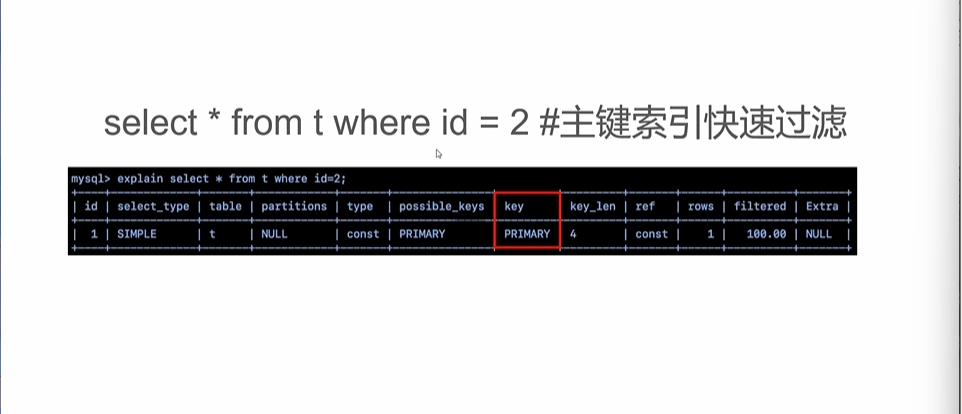 select * from t where id = 2 #主键索引快速过滤
mysql> explain select * from t where id=2;
| id | select_type | table | partitions | type | possible_keys | key | key_len | ref | rows | filtered | Extra |
| 1 | SIMPLE | t | NULL | const | PRIMARY | PRIMARY | 4 | const | 1 | 100.00 | NULL |